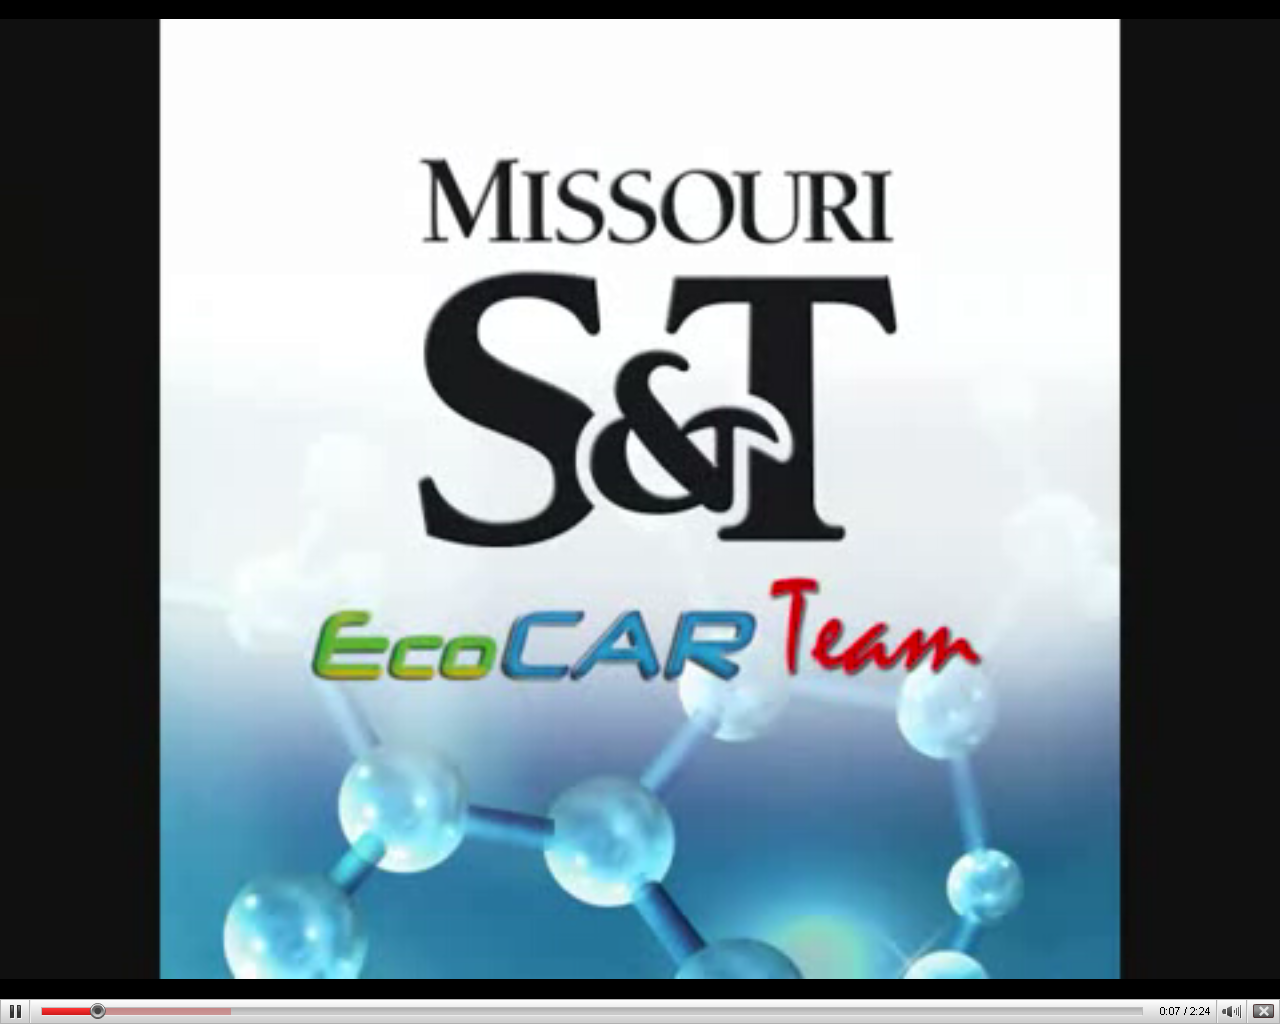 MISSOURI
S&T
EcoCAR Team
0:07 / 2:24